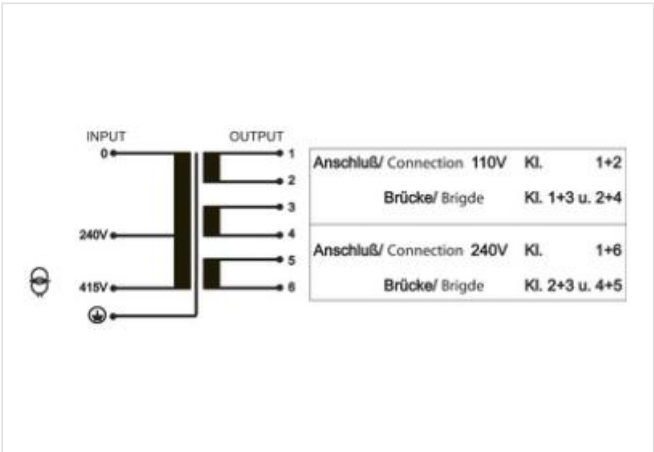 INPUT
OUTPUT
0
240V
415V
1
2
3
4
5
6
Anschluß/ Connection 110V Kl. 1+2
Brücke/ Brigde Kl. 1+3 u. 2+4
Anschluß/ Connection 240V Kl. 1+6
Brücke/ Brigde Kl. 2+3 u. 4+5